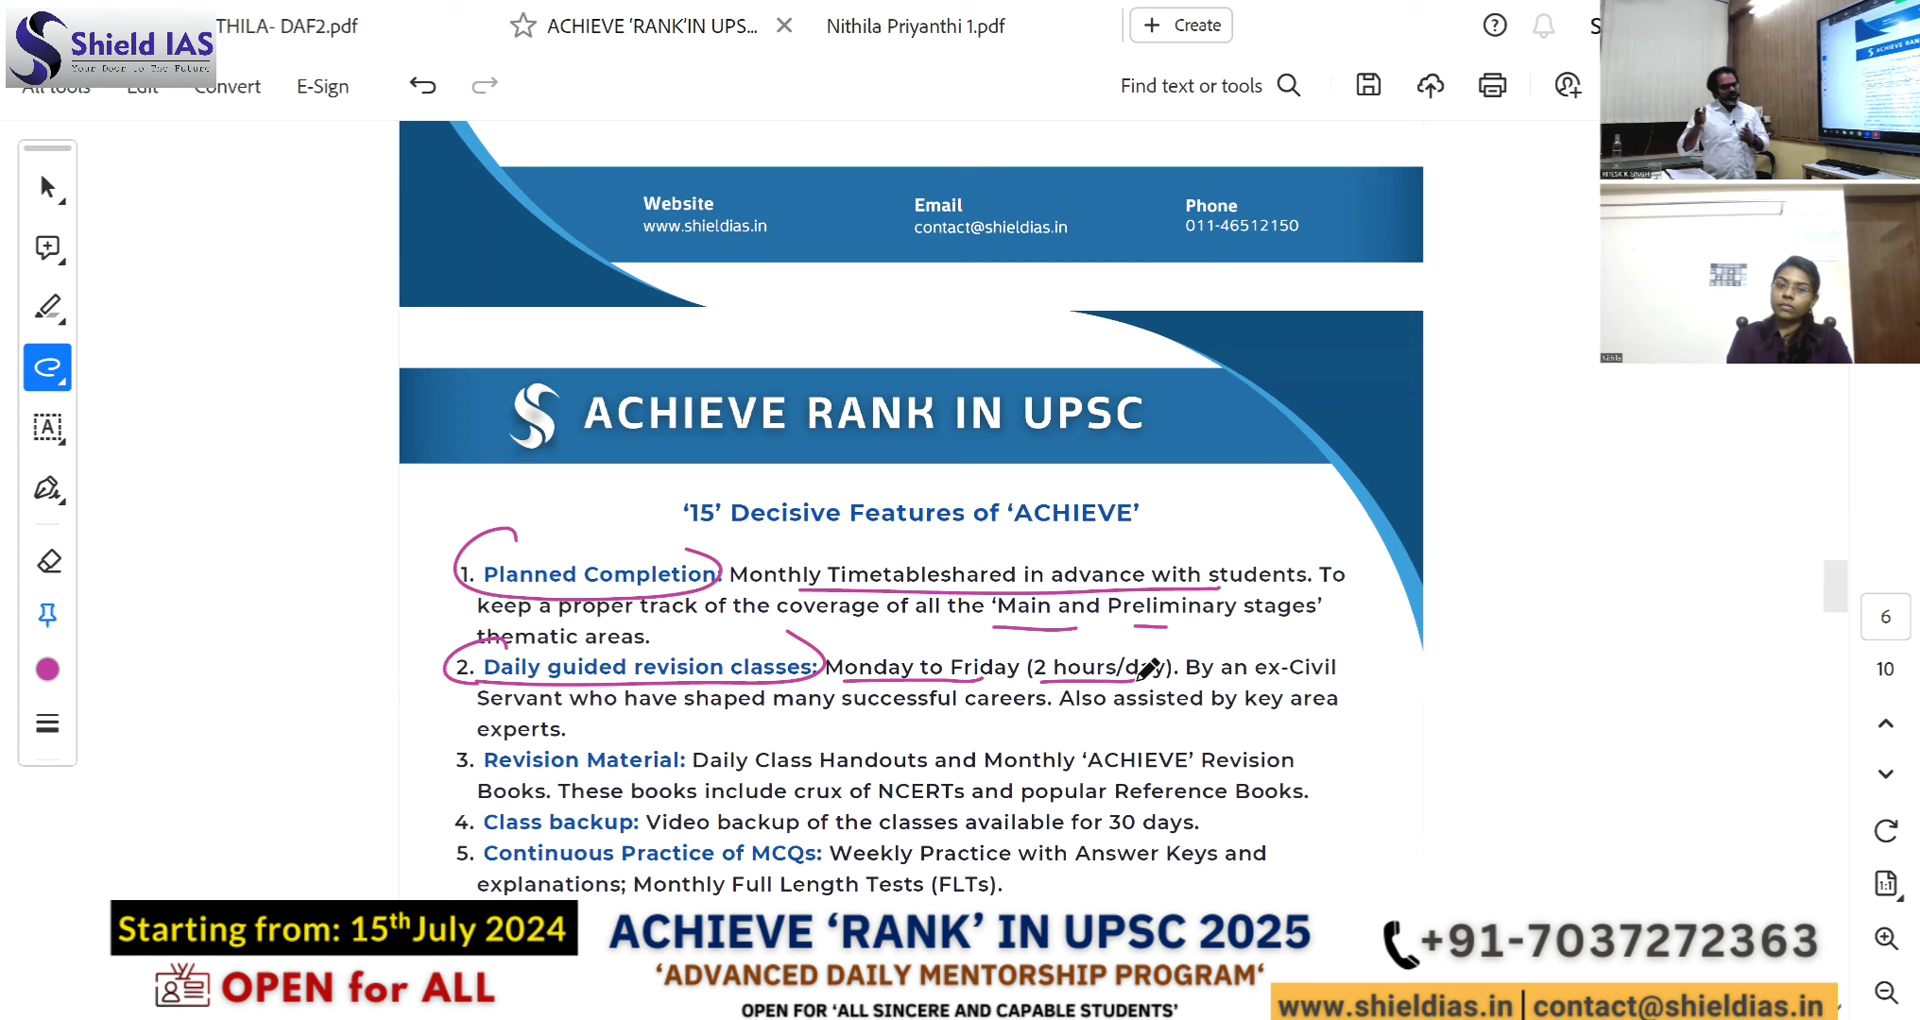 Shield IAS
Your Door to The Future
THILA- DAF2.pdf
ACHIEVE 'RANK'IN UPS...
Nithila Priyanthi 1.pdf
+ Create
All tools
Edit
Convert
E-Sign
Find text or tools
Website
www.shieldias.in
Email
contact@shieldias.in
Phone
011-46512150
ACHIEVE RANK IN UPSC
'15' Decisive Features of 'ACHIEVE'
1. Planned Completion: Monthly Timetableshared in advance with students. To
keep a proper track of the coverage of all the 'Main and Preliminary stages'
thematic areas.
2. Daily guided revision classes: Monday to Friday (2 hours/day). By an ex-Civil
Servant who have shaped many successful careers. Also assisted by key area
experts.
3. Revision Material: Daily Class Handouts and Monthly 'ACHIEVE' Revision
Books. These books include crux of NCERTs and popular Reference Books.
4. Class backup: Video backup of the classes available for 30 days.
5. Continuous Practice of MCQs: Weekly Practice with Answer Keys and
explanations; Monthly Full Length Tests (FLTs).
6
10
1:1
RITESH K SINGH
ACHIEVE RAN
Starting from: 15th July 2024
OPEN for ALL
ACHIEVE 'RANK' IN UPSC 2025
'ADVANCED DAILY MENTORSHIP PROGRAM'
OPEN FOR 'ALL SINCERE AND CAPABLE STUDENTS'
+91-7037272363
www.shieldias.in | contact@shieldias.in